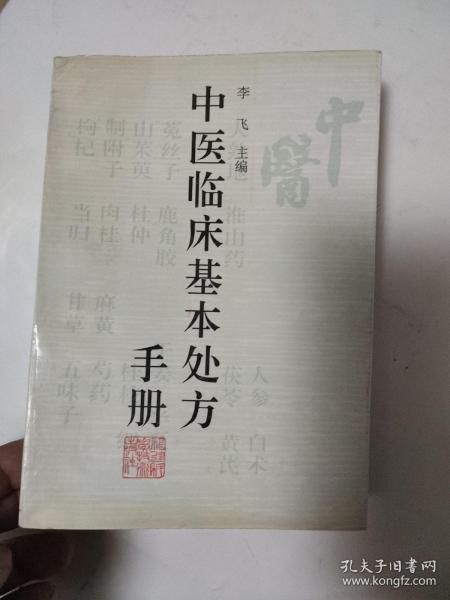 中醫
李飞 主编
中医临床基本处方
手册
人参 白术
茯苓 黄芪
淮山药
鹿角胶
菟丝子
杜仲
山茱萸
肉桂
制附子
麻黄
芍药
枸杞
当归
甘草
五味子
孔夫子旧书网
www.kongfz.com